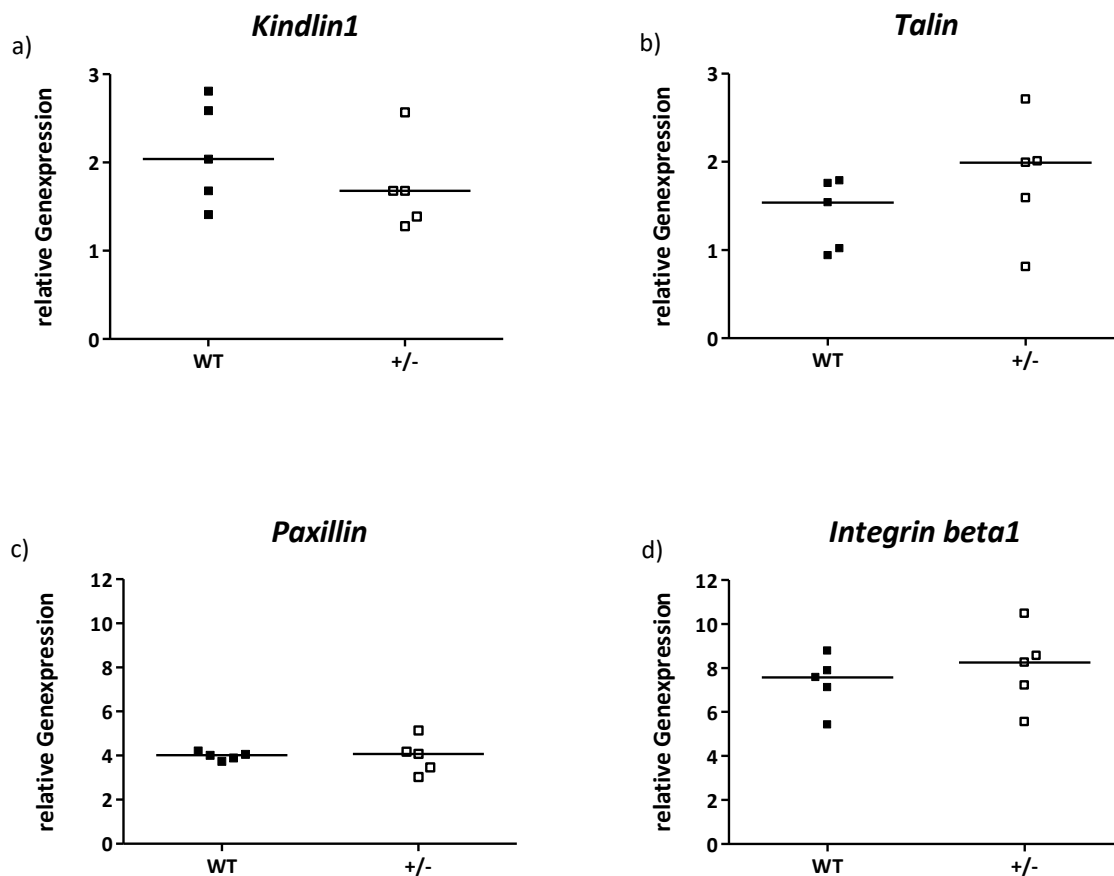 a)
Kindlin1
relative Genexpression
3
2
1
0
WT
+/-
b)
Talin
relative Genexpression
3
2
1
0
WT
+/-
c)
Paxillin
relative Genexpression
12
10
8
6
4
2
0
WT
+/-
d)
Integrin beta1
relative Genexpression
12
10
8
6
4
2
0
WT
+/-